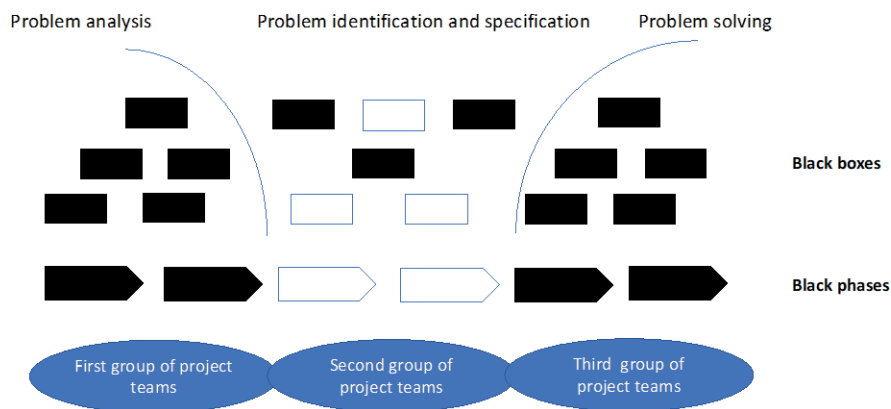 Problem analysis
Problem identification and specification
Problem solving
Black boxes
Black phases
First group of project
teams
Second group of
project teams
Third group of
project teams